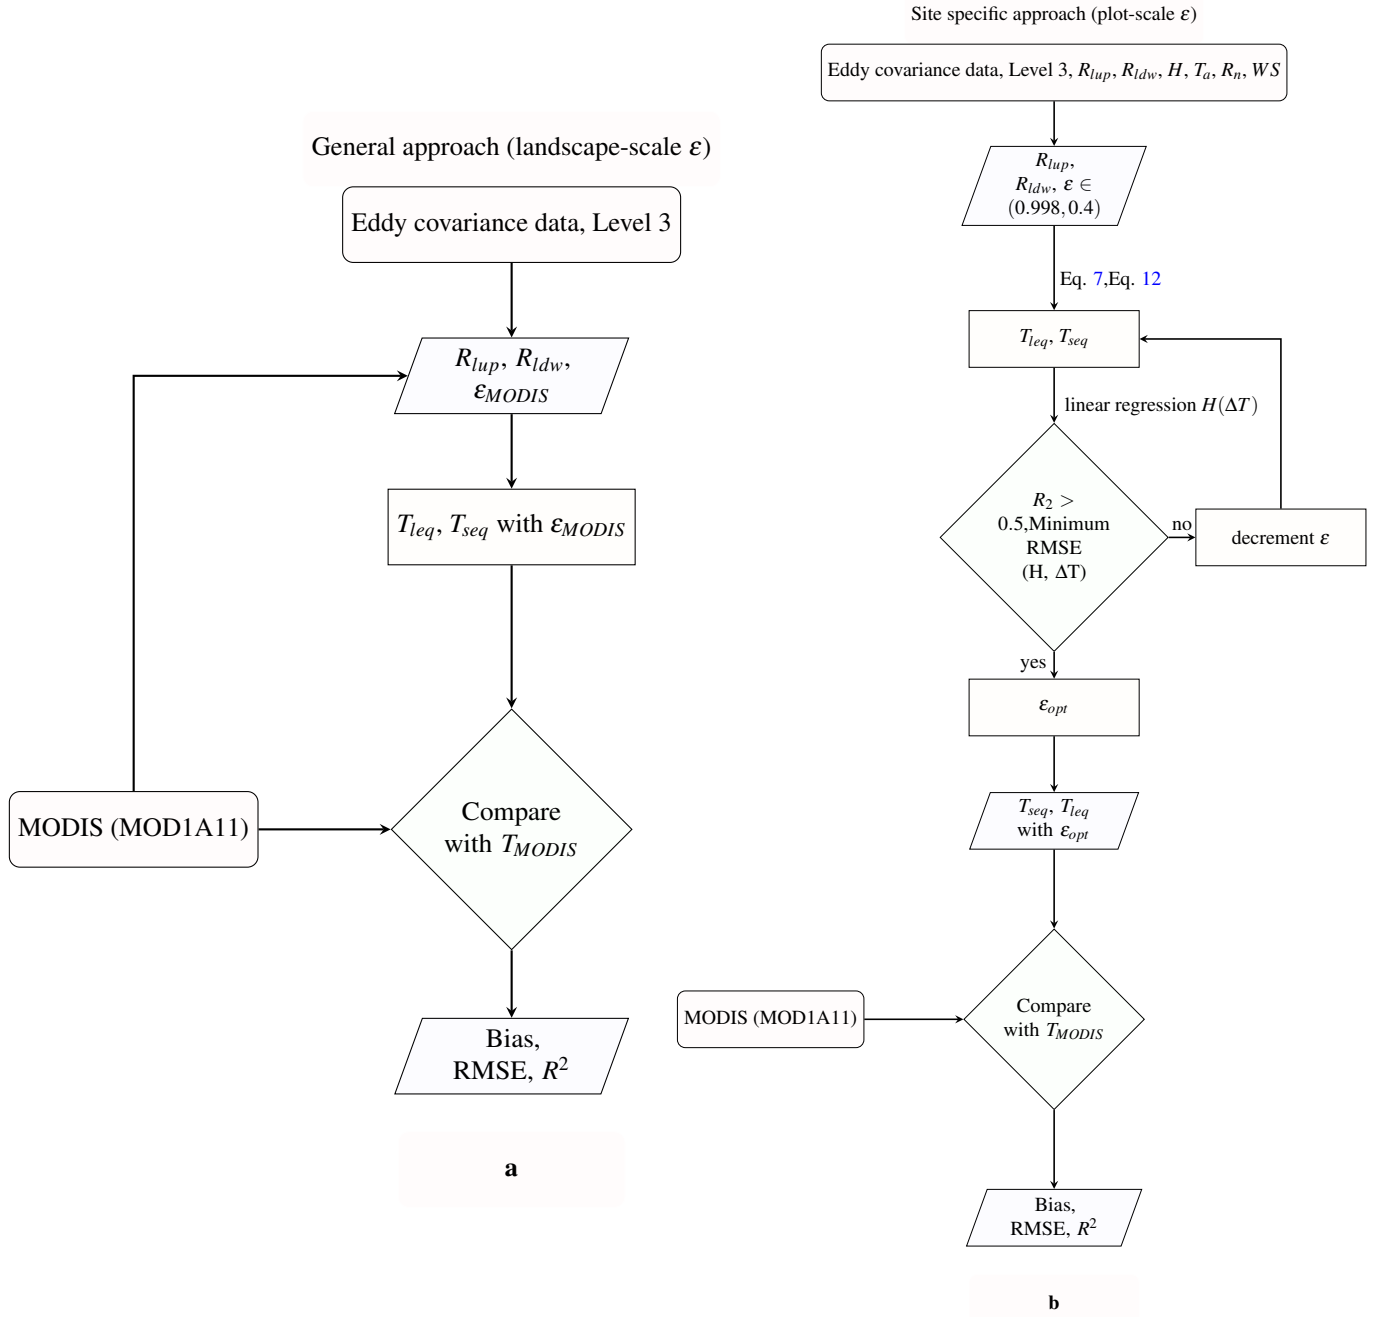 General approach (landscape-scale ε)
Eddy covariance data, Level 3
R_lup, R_ldw,
ε_MODIS
T_leq, T_seq with ε_MODIS
Compare
with T_MODIS
MODIS (MOD1A11)
Bias,
RMSE, R²
a
Site specific approach (plot-scale ε)
Eddy covariance data, Level 3, R_lup, R_ldw, H, T_a, R_n, WS
R_lup,
R_ldw, ε ∈
(0.998, 0.4)
Eq. 7,Eq. 12
T_leq, T_seq
linear regression H(ΔT)
R_2 >
0.5,Minimum
RMSE
(H, ΔT)
no
decrement ε
yes
ε_opt
T_seq, T_leq
with ε_opt
Compare
with T_MODIS
MODIS (MOD1A11)
Bias,
RMSE, R²
b